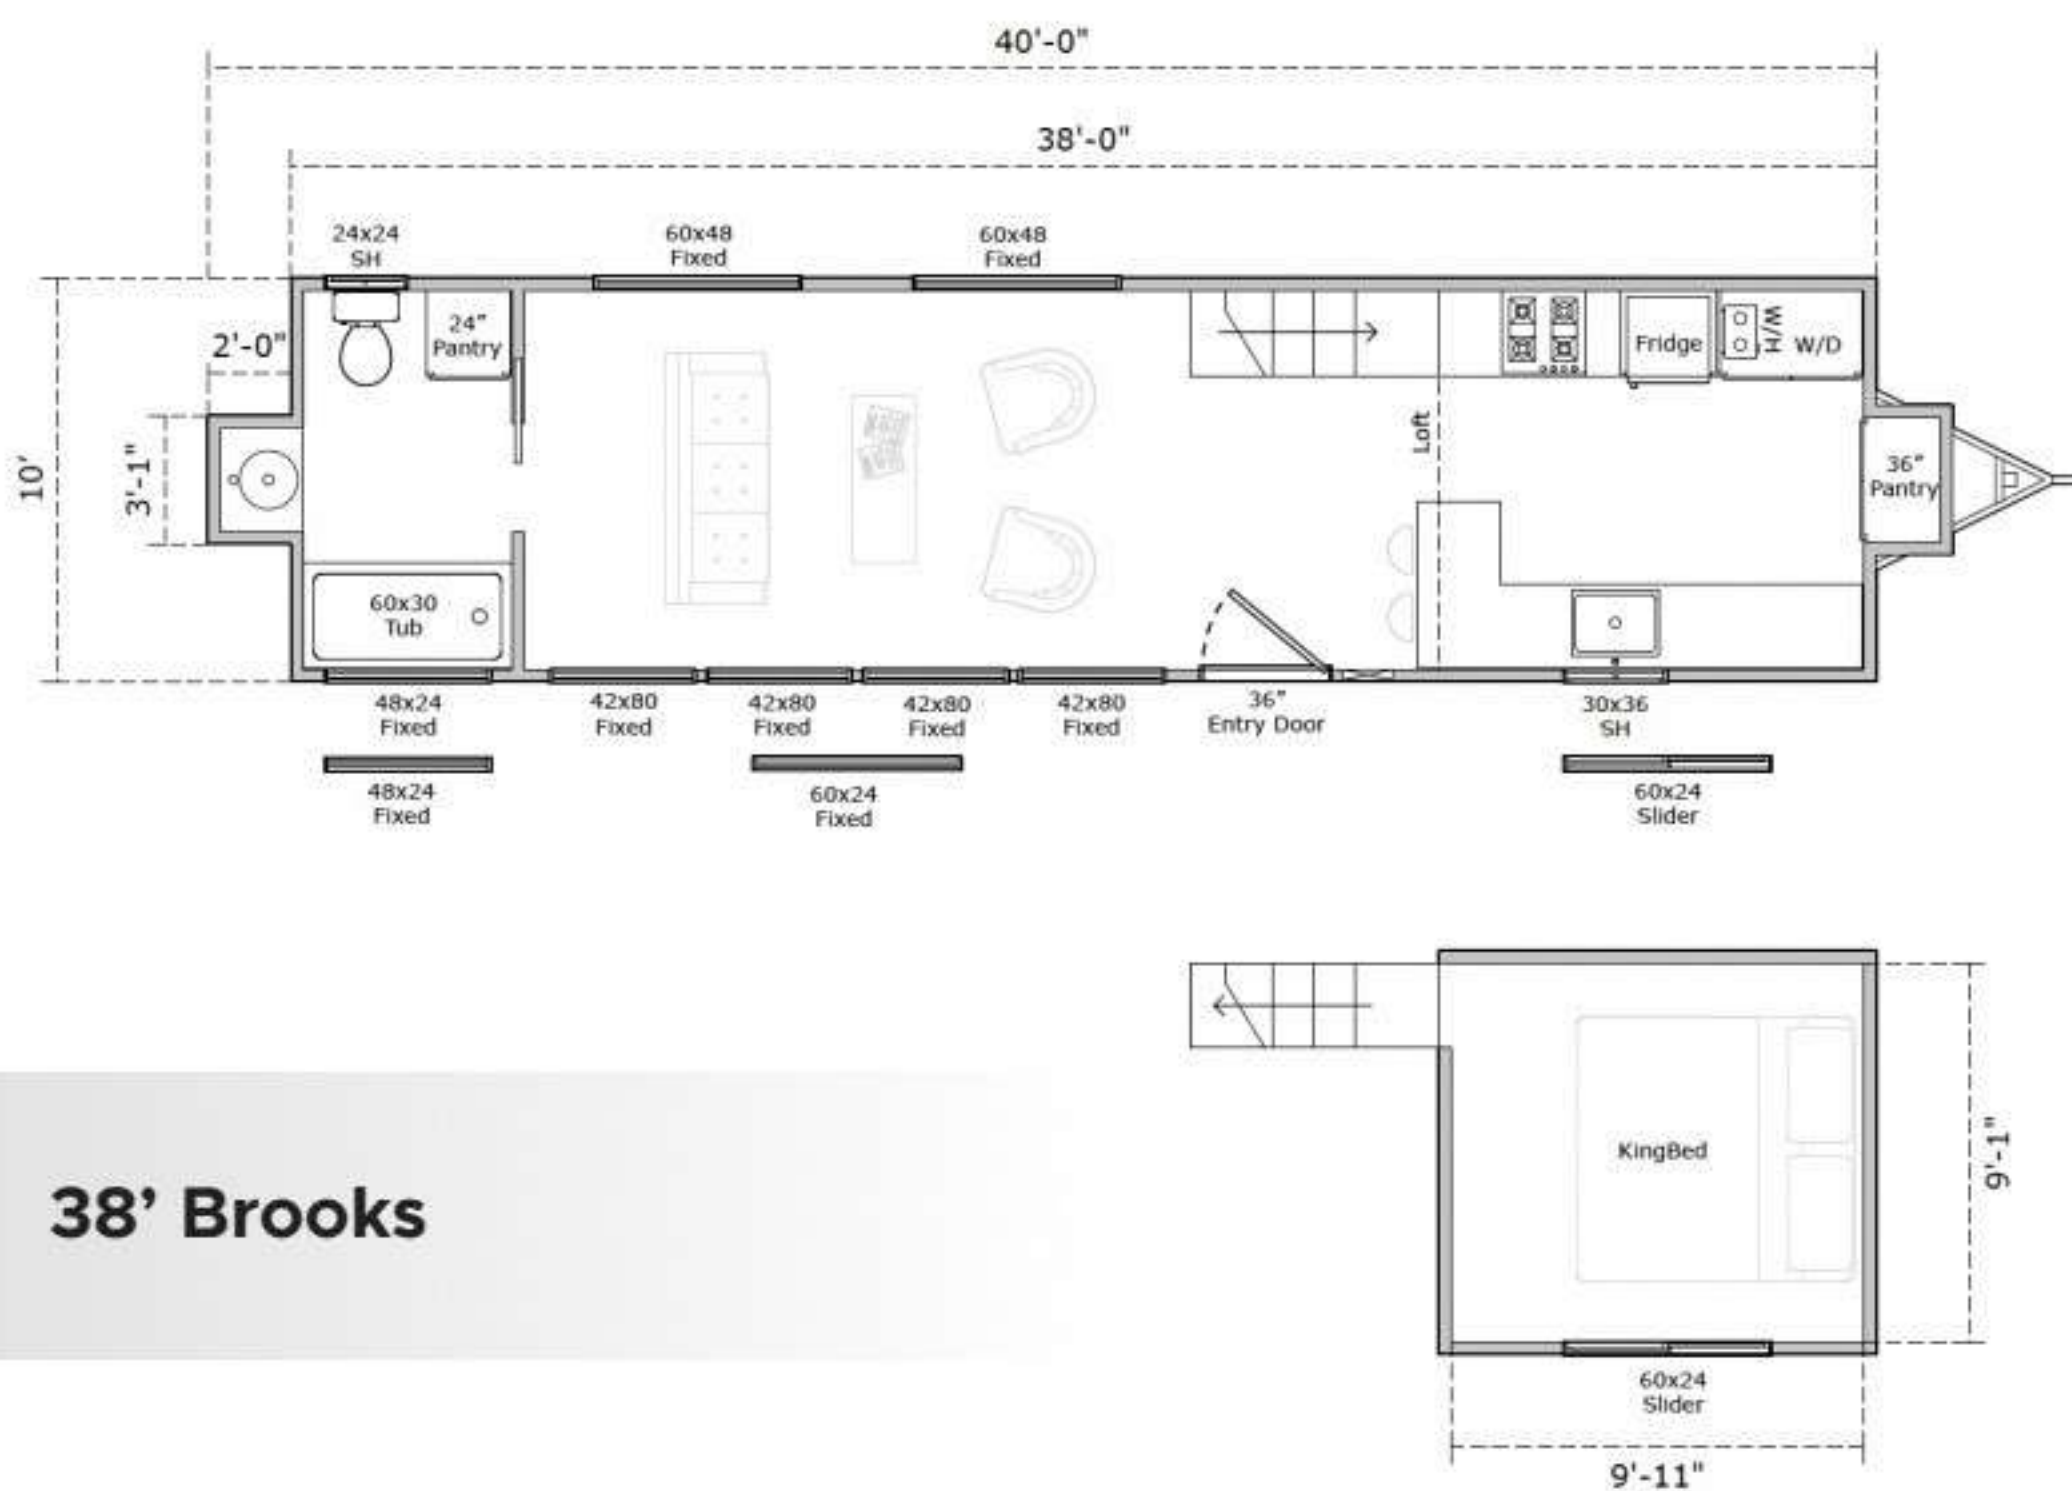 40'-0"
38'-0"
24x24
SH
60x48
Fixed
60x48
Fixed
2'-0"
24"
Pantry
Fridge
W/H
W/D
10'
3'-1"
Loft
36"
Pantry
60x30
Tub
48x24
Fixed
42x80
Fixed
42x80
Fixed
42x80
Fixed
42x80
Fixed
36"
Entry Door
30x36
SH
48x24
Fixed
60x24
Fixed
60x24
Slider
KingBed
9'-1"
38’ Brooks
60x24
Slider
9'-11"